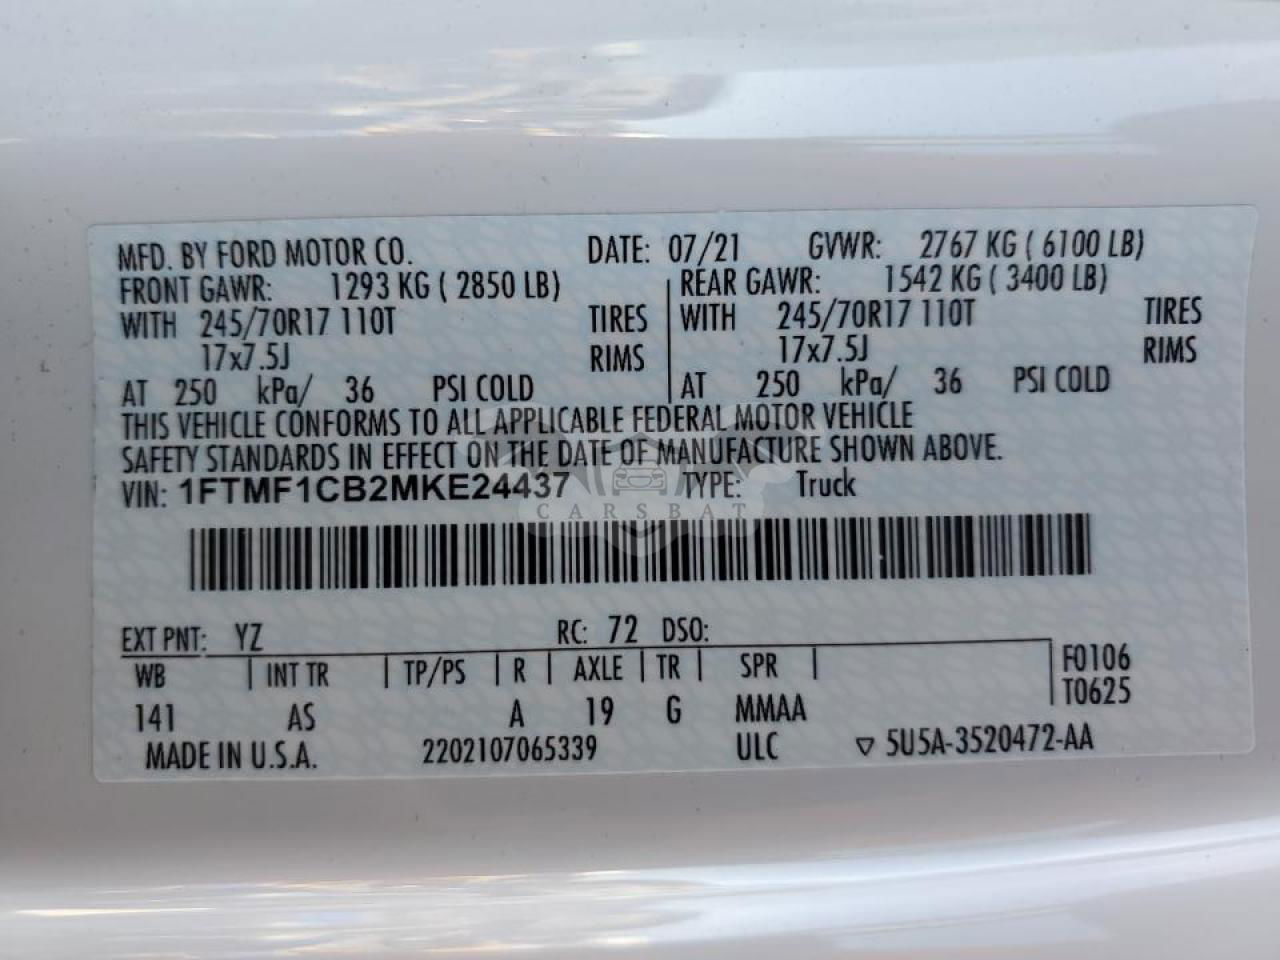 MFD. BY FORD MOTOR CO. DATE: 07/21 GVWR: 2767 KG ( 6100 LB)
FRONT GAWR: 1293 KG ( 2850 LB) REAR GAWR: 1542 KG ( 3400 LB)
WITH 245/70R17 110T TIRES WITH 245/70R17 110T TIRES
17x7.5J RIMS 17x7.5J RIMS
AT 250 kPa/ 36 PSI COLD AT 250 kPa/ 36 PSI COLD
THIS VEHICLE CONFORMS TO ALL APPLICABLE FEDERAL MOTOR VEHICLE
SAFETY STANDARDS IN EFFECT ON THE DATE OF MANUFACTURE SHOWN ABOVE.
VIN: 1FTMF1CB2MKE24437 TYPE: Truck
CARSBAT
EXT PNT: YZ RC: 72 DSO:
WB INT TR TP/PS R AXLE TR SPR F0106
141 AS A 19 G MMAA T0625
MADE IN U.S.A. 2202107065339 ULC ▽ 5U5A-3520472-AA